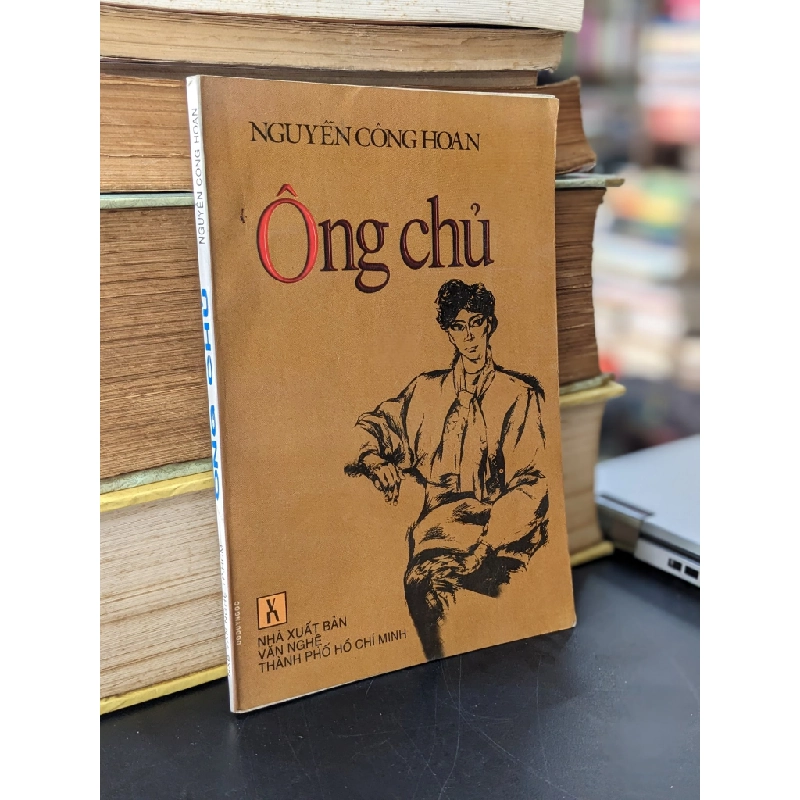 NGUYỄN CÔNG HOAN
Ông chủ
NHÀ XUẤT BẢN
VĂN NGHỆ
THÀNH PHỐ HỒ CHÍ MINH
NGUYỄN CÔNG HOAN
ÔNG CHỦ